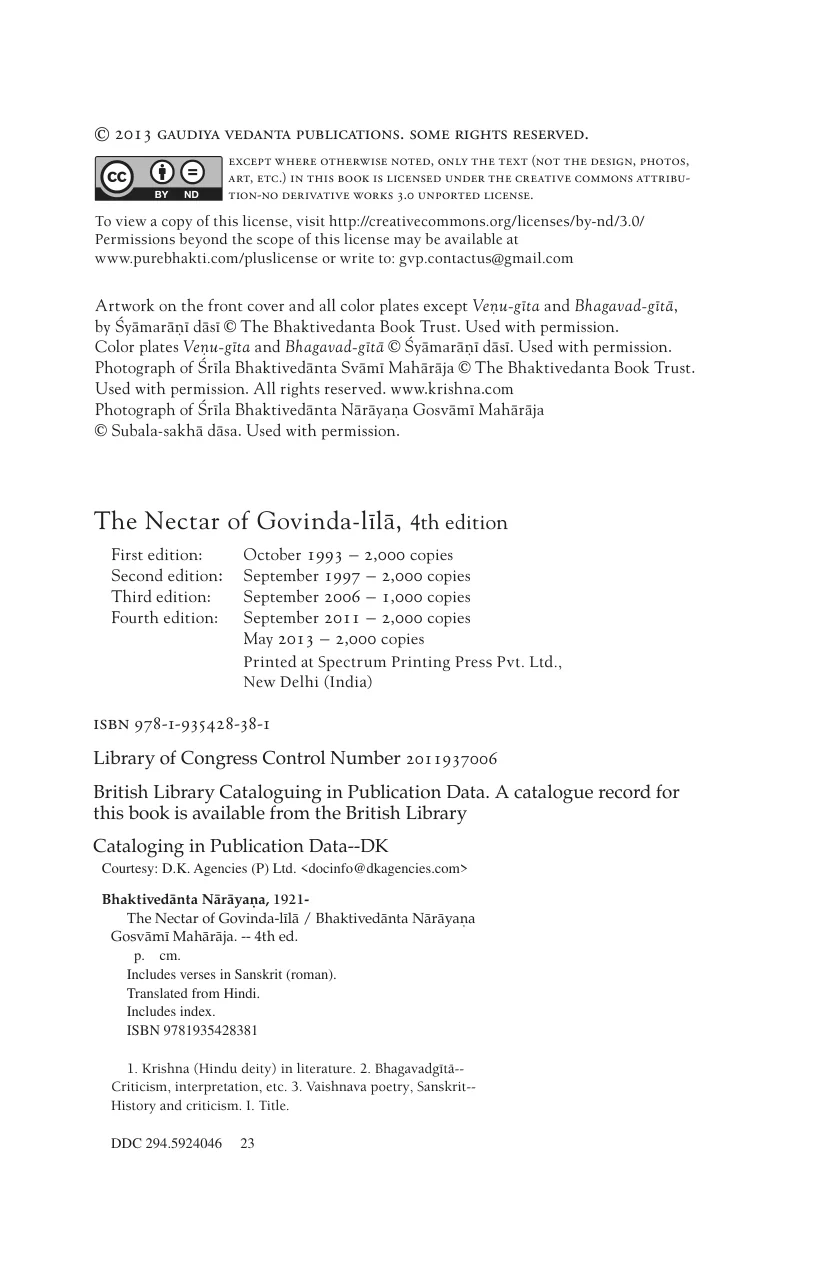 © 2013 GAUDIYA VEDANTA PUBLICATIONS. SOME RIGHTS RESERVED.
EXCEPT WHERE OTHERWISE NOTED, ONLY THE TEXT (NOT THE DESIGN, PHOTOS,
ART, ETC.) IN THIS BOOK IS LICENSED UNDER THE CREATIVE COMMONS ATTRIBU-
TION-NO DERIVATIVE WORKS 3.0 UNPORTED LICENSE.
cc BY ND
To view a copy of this license, visit http://creativecommons.org/licenses/by-nd/3.0/
Permissions beyond the scope of this license may be available at
www.purebhakti.com/pluslicense or write to: gvp.contactus@gmail.com
Artwork on the front cover and all color plates except Veṇu-gīta and Bhagavad-gītā,
by Śyāmarāṇī dāsī © The Bhaktivedanta Book Trust. Used with permission.
Color plates Veṇu-gīta and Bhagavad-gītā © Śyāmarāṇī dāsī. Used with permission.
Photograph of Śrīla Bhaktivedānta Svāmī Mahārāja © The Bhaktivedanta Book Trust.
Used with permission. All rights reserved. www.krishna.com
Photograph of Śrīla Bhaktivedānta Nārāyaṇa Gosvāmī Mahārāja
© Subala-sakhā dāsa. Used with permission.
The Nectar of Govinda-līlā, 4th edition
First edition: October 1993 – 2,000 copies
Second edition: September 1997 – 2,000 copies
Third edition: September 2006 – 1,000 copies
Fourth edition: September 2011 – 2,000 copies
May 2013 – 2,000 copies
Printed at Spectrum Printing Press Pvt. Ltd.,
New Delhi (India)
ISBN 978-1-935428-38-1
Library of Congress Control Number 2011937006
British Library Cataloguing in Publication Data. A catalogue record for
this book is available from the British Library
Cataloging in Publication Data--DK
Courtesy: D.K. Agencies (P) Ltd. <docinfo@dkagencies.com>
Bhaktivedānta Nārāyaṇa, 1921-
The Nectar of Govinda-līlā / Bhaktivedānta Nārāyaṇa
Gosvāmī Mahārāja. -- 4th ed.
p. cm.
Includes verses in Sanskrit (roman).
Translated from Hindi.
Includes index.
ISBN 9781935428381
1. Krishna (Hindu deity) in literature. 2. Bhagavadgītā--
Criticism, interpretation, etc. 3. Vaishnava poetry, Sanskrit--
History and criticism. I. Title.
DDC 294.5924046 23